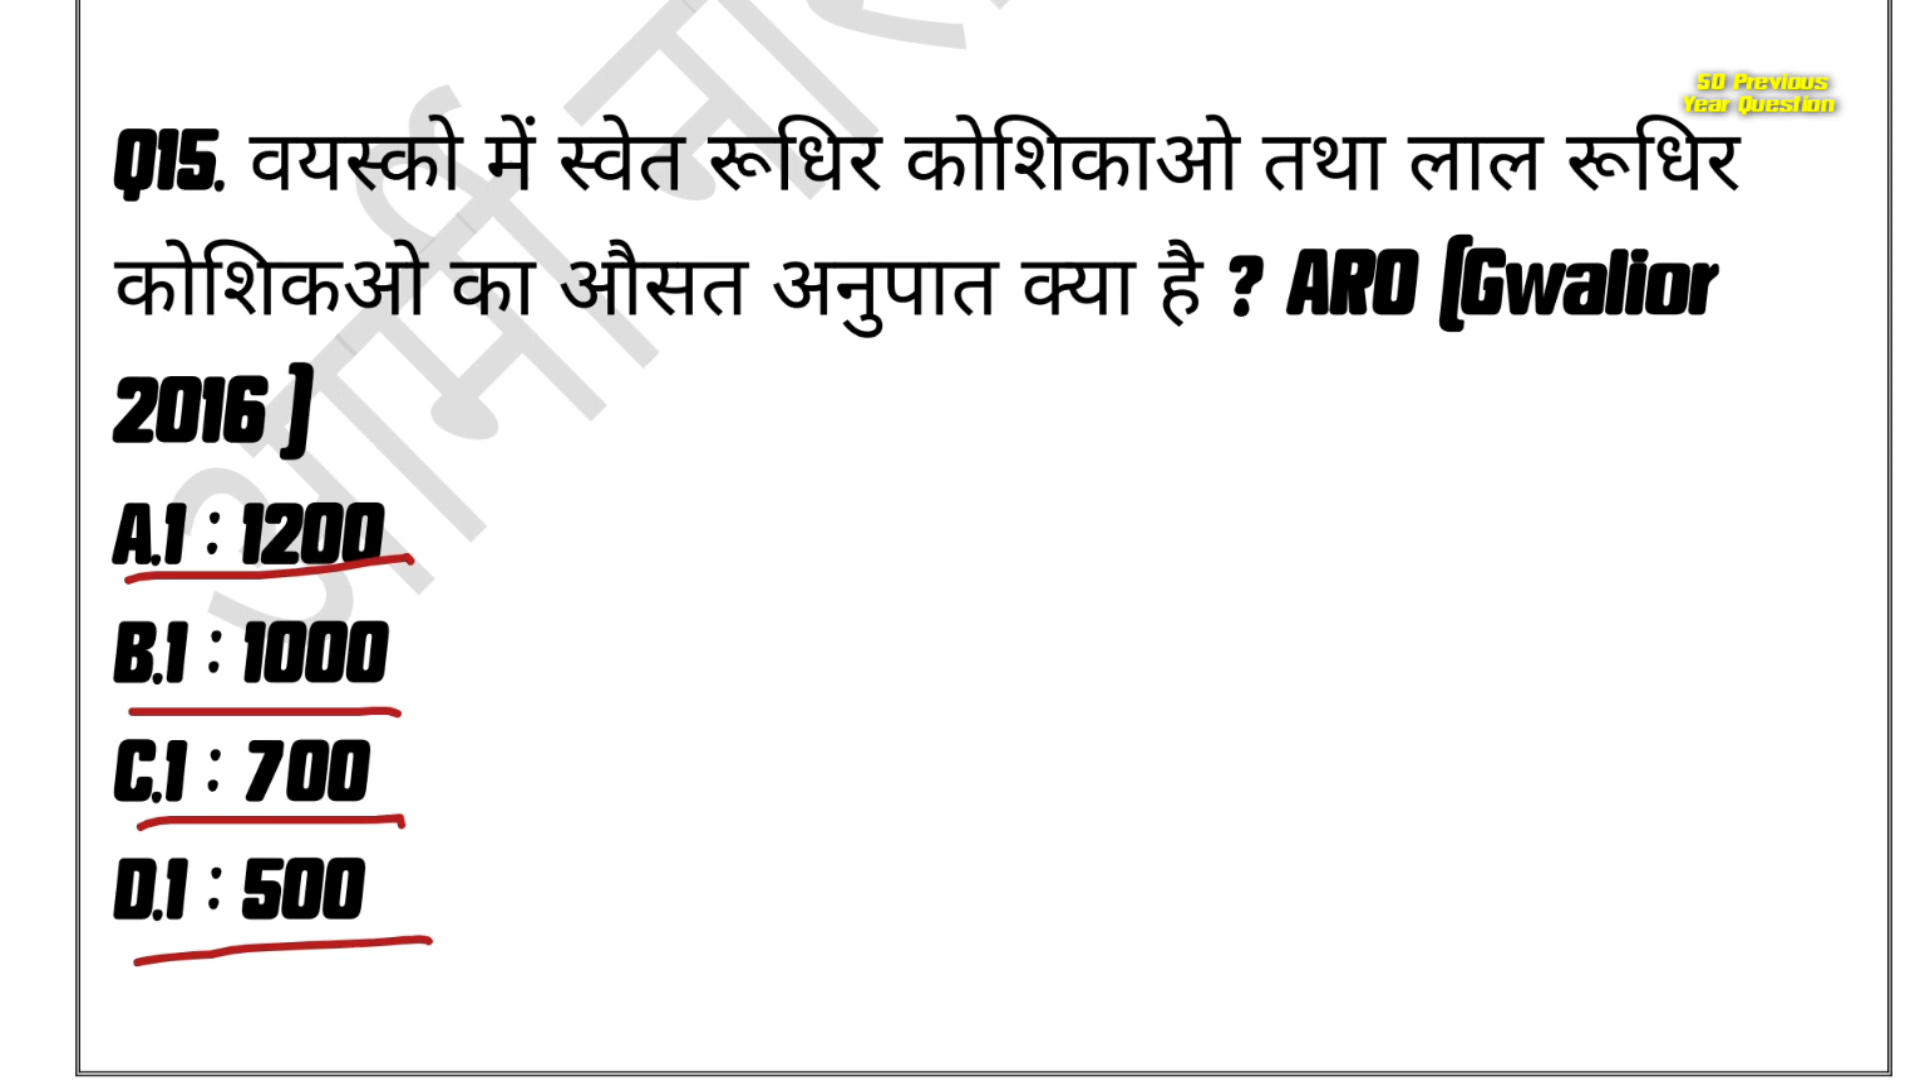 50 Previous
Year Question
Q15. वयस्को में स्वेत रूधिर कोशिकाओ तथा लाल रूधिर
कोशिकओ का औसत अनुपात क्या है ? ARO (Gwalior
2016 )
A.1 : 1200
B.1 : 1000
C.1 : 700
D.1 : 500